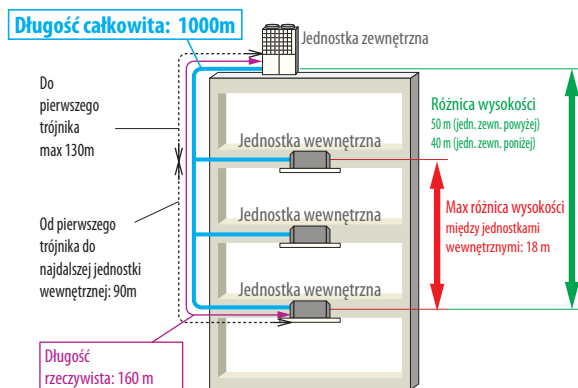 Długość całkowita: 1000m
Jednostka zewnętrzna
Do
pierwszego
trójnika
max 130m
Różnica wysokości
50 m (jedn. zewn. powyżej)
40 m (jedn. zewn. poniżej)
Jednostka wewnętrzna
Jednostka wewnętrzna
Jednostka wewnętrzna
Max różnica wysokości
między jednostkami
wewnętrznymi: 18 m
Od pierwszego
trójnika do
najdalszej jednostki
wewnętrznej: 90m
Długość
rzeczywista: 160 m